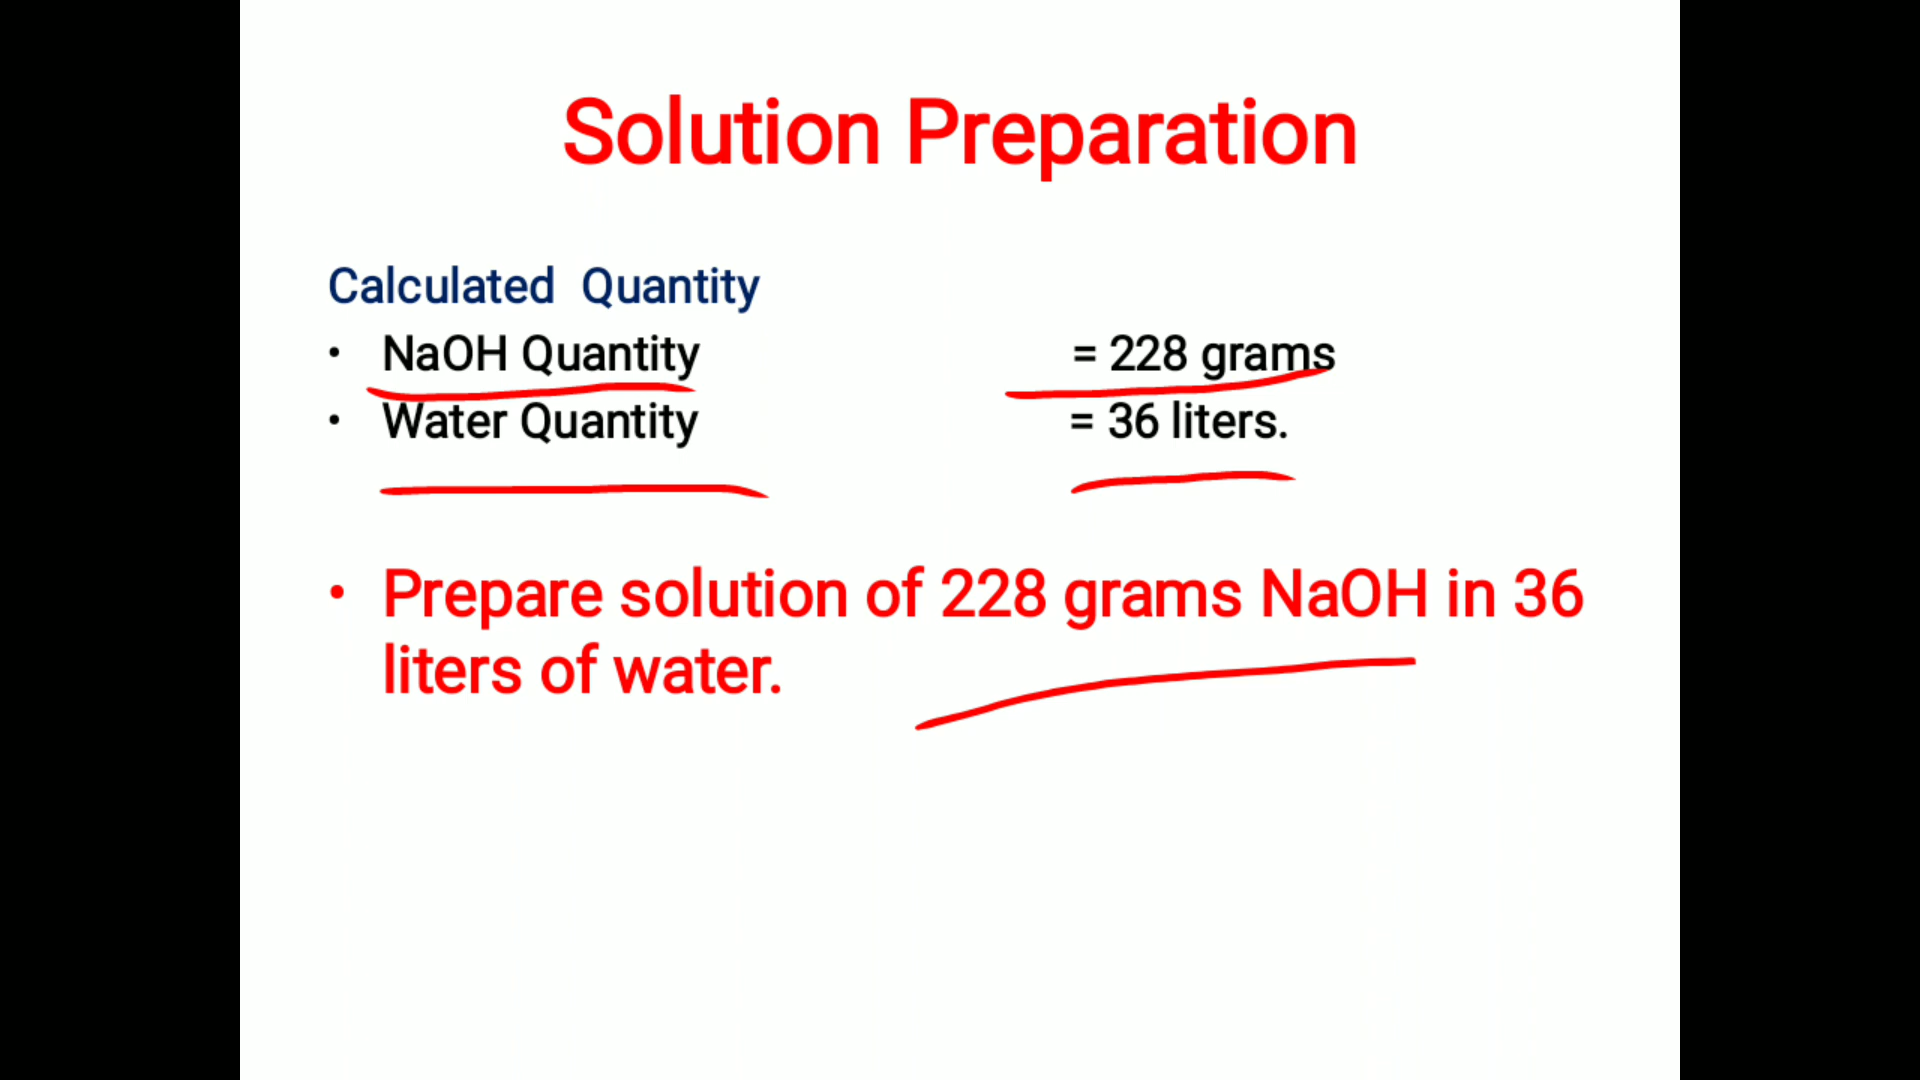 Solution Preparation
Calculated Quantity
• NaOH Quantity = 228 grams
• Water Quantity = 36 liters.
• Prepare solution of 228 grams NaOH in 36
liters of water.